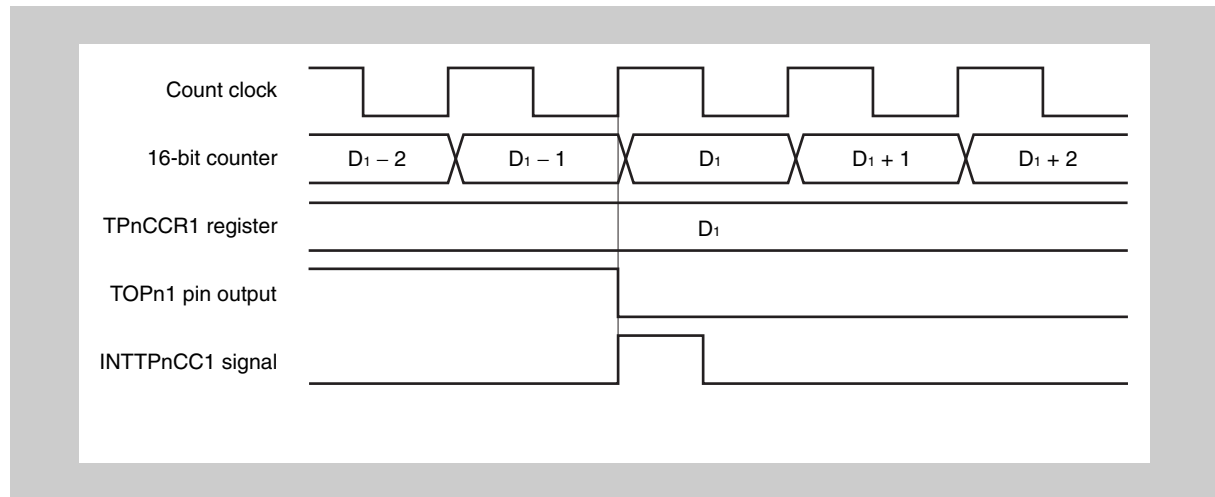 Count clock
16-bit counter D₁ – 2 D₁ – 1 D₁ D₁ + 1 D₁ + 2
TPnCCR1 register D₁
TOPn1 pin output
INTTPnCC1 signal